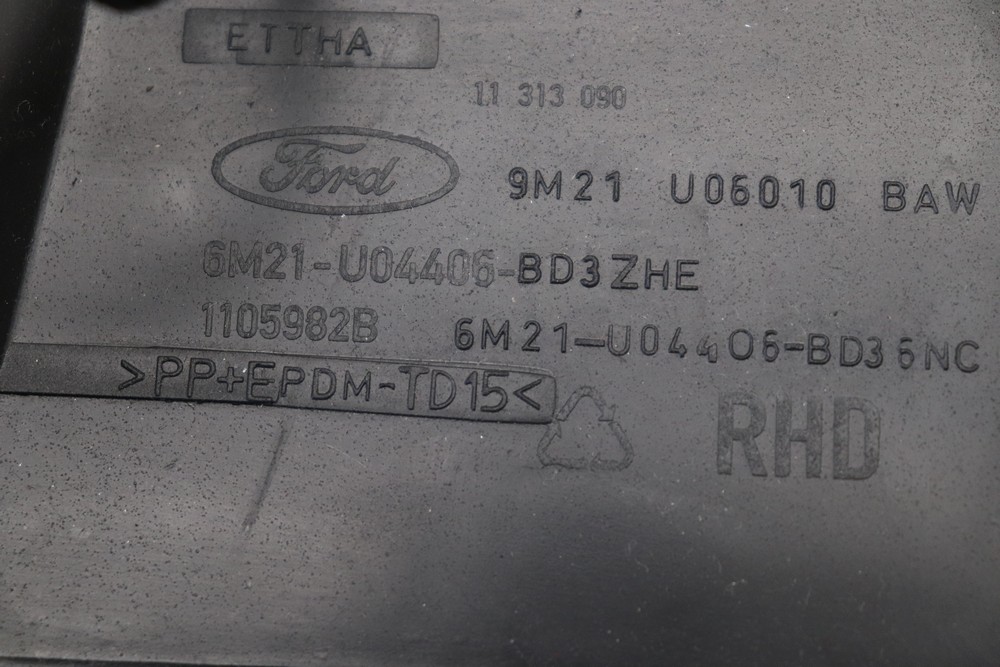 ETTHA
11 313 090
Ford
9M21 U06010 BAW
6M21-U04406-BD3ZHE
1105982B
6M21-U04406-BD36NC
>PP+EPDM-TD15<
RHD